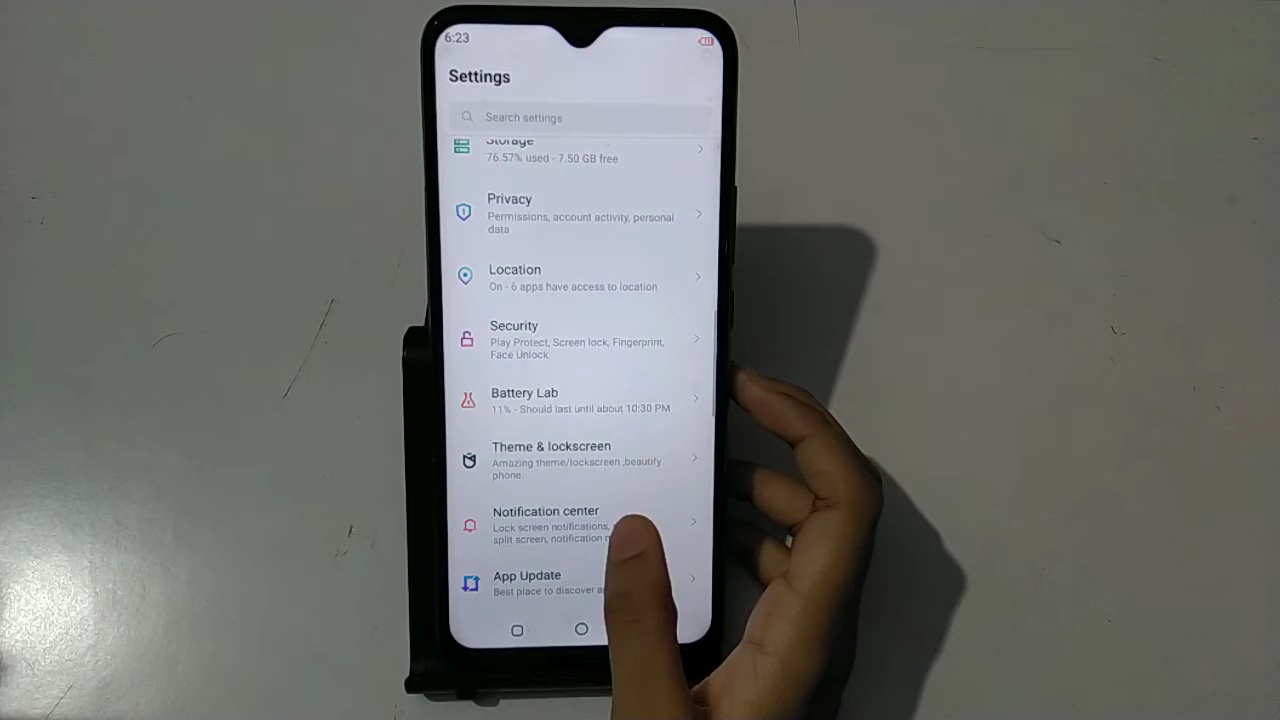 6:23
Settings
Search settings
Storage
76.57% used - 7.50 GB free
Privacy
Permissions, account activity, personal
data
Location
On - 6 apps have access to location
Security
Play Protect, Screen lock, Fingerprint,
Face Unlock
Battery Lab
11% - Should last until about 10:30 PM
Theme & lockscreen
Amazing theme/lockscreen ,beautify
phone.
Notification center
Lock screen notifications,
split screen, notification
App Update
Best place to discover